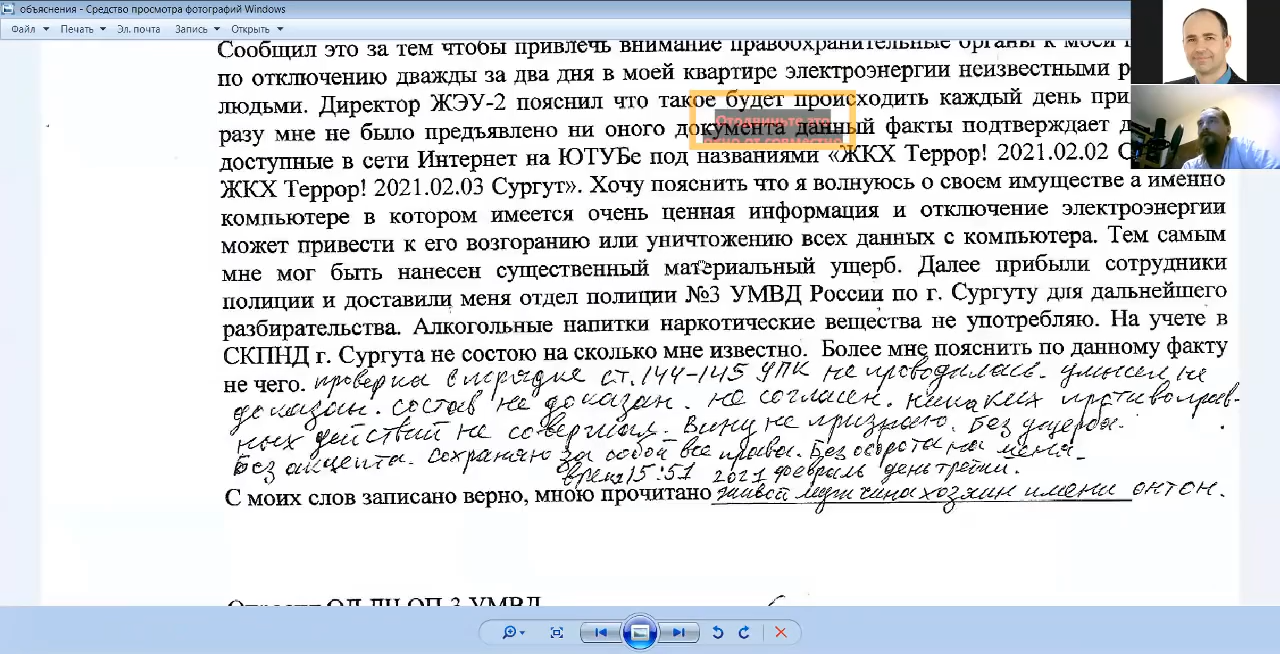 объяснения - Средство просмотра фотографий Windows
Файл Печать Эл. почта Запись Открыть
Сообщил это за тем чтобы привлечь внимание правоохранительные органы к моей
по отключению дважды за два дня в моей квартире электроэнергии неизвестными
людьми. Директор ЖЭУ-2 пояснил что такое будет происходить каждый день
Отодвиньте это
разу мне не было предъявлено ни оного документа данный факты подтверждает
доступные в сети Интернет на ЮТУБе под названиями «ЖКХ Террор! 2021.02.02
ЖКХ Террор! 2021.02.03 Сургут». Хочу пояснить что я волнуюсь о своем имуществе а именно
компьютере в котором имеется очень ценная информация и отключение электроэнергии
может привести к его возгоранию или уничтожению всех данных с компьютера. Тем самым
мне мог быть нанесен существенный материальный ущерб. Далее прибыли сотрудники
полиции и доставили меня отдел полиции №3 УМВД России по г. Сургуту для дальнейшего
разбирательства. Алкогольные напитки наркотические вещества не употребляю. На учете в
СКПНД г. Сургута не состою на сколько мне известно. Более мне пояснить по данному факту
не чего. проверка в порядке ст. 144-145 УПК не проводилась. умысел не
доказан. состав не доказан. не согласен. никаких противоправ-
ных действий не совершал. Вину не признаю. Без ущерба.
Без акцепта. сохраняю за собой все права. Без оборота на меня.
время 15:51 2021 февраль день третий.
С моих слов записано верно, мною прочитано живой мужчина хозяин имени антон.